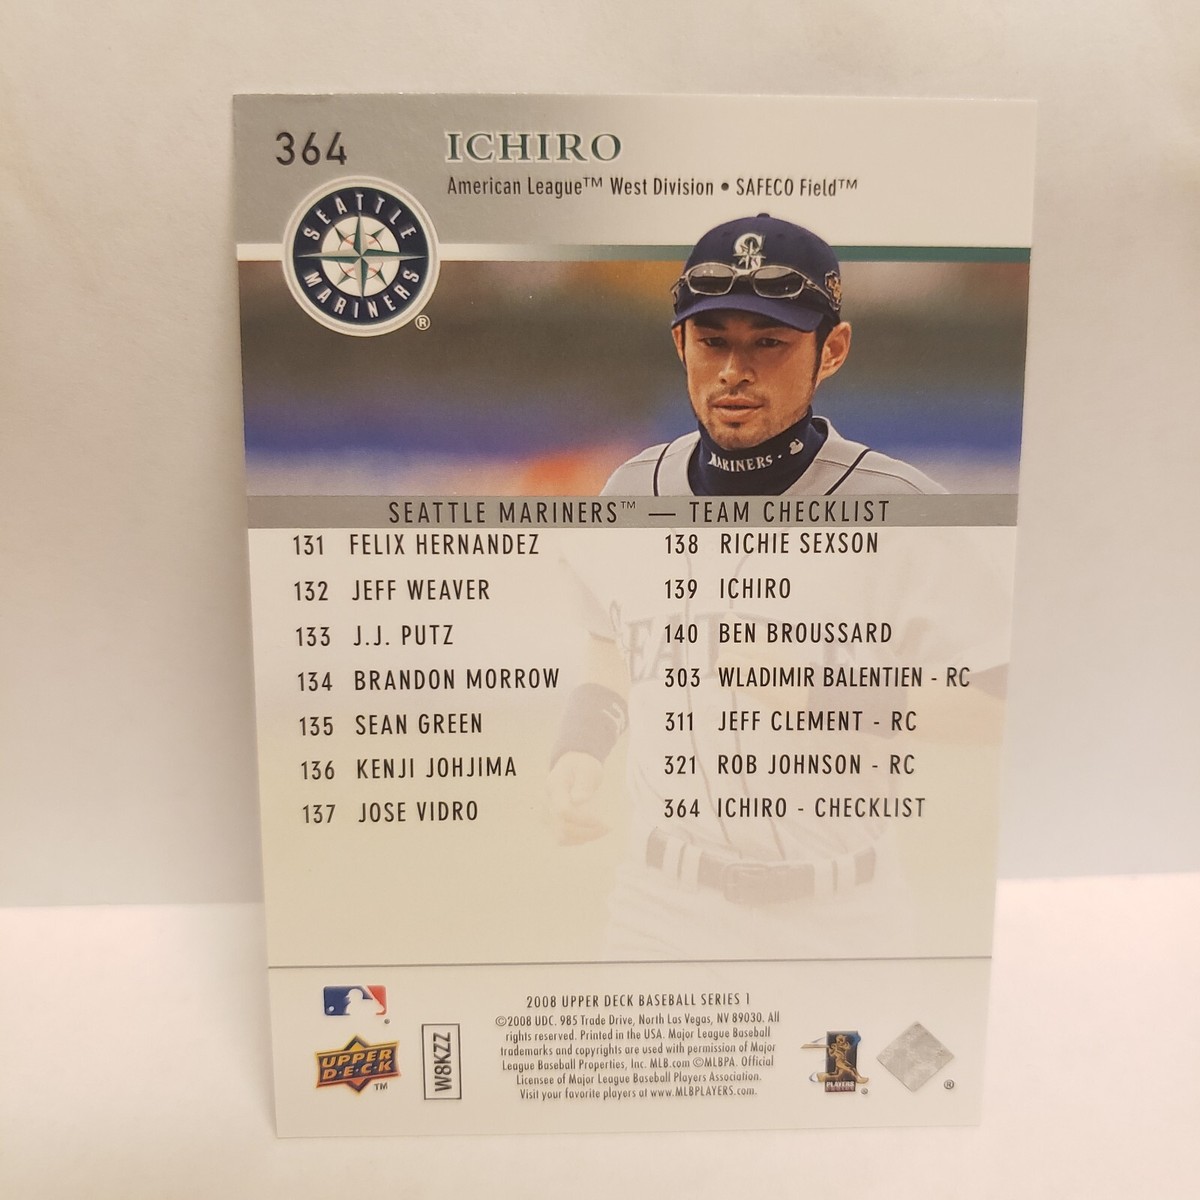 364
ICHIRO
American League™ West Division • SAFECO Field™
SEATTLE
MARINERS
®
S
MARINERS
SEATTLE MARINERS™ — TEAM CHECKLIST
131 FELIX HERNANDEZ
132 JEFF WEAVER
133 J.J. PUTZ
134 BRANDON MORROW
135 SEAN GREEN
136 KENJI JOHJIMA
137 JOSE VIDRO
138 RICHIE SEXSON
139 ICHIRO
140 BEN BROUSSARD
303 WLADIMIR BALENTIEN - RC
311 JEFF CLEMENT - RC
321 ROB JOHNSON - RC
364 ICHIRO - CHECKLIST
2008 UPPER DECK BASEBALL SERIES 1
©2008 UDC. 985 Trade Drive, North Las Vegas, NV 89030. All
rights reserved. Printed in the USA. Major League Baseball
trademarks and copyrights are used with permission of Major
League Baseball Properties, Inc. MLB.com ©MLBPA. Official
Licensee of Major League Baseball Players Association.
Visit your favorite players at www.MLBPLAYERS.com.
UPPER
D•E•C•K
™
W8KZZ
PLAYERS
®
®